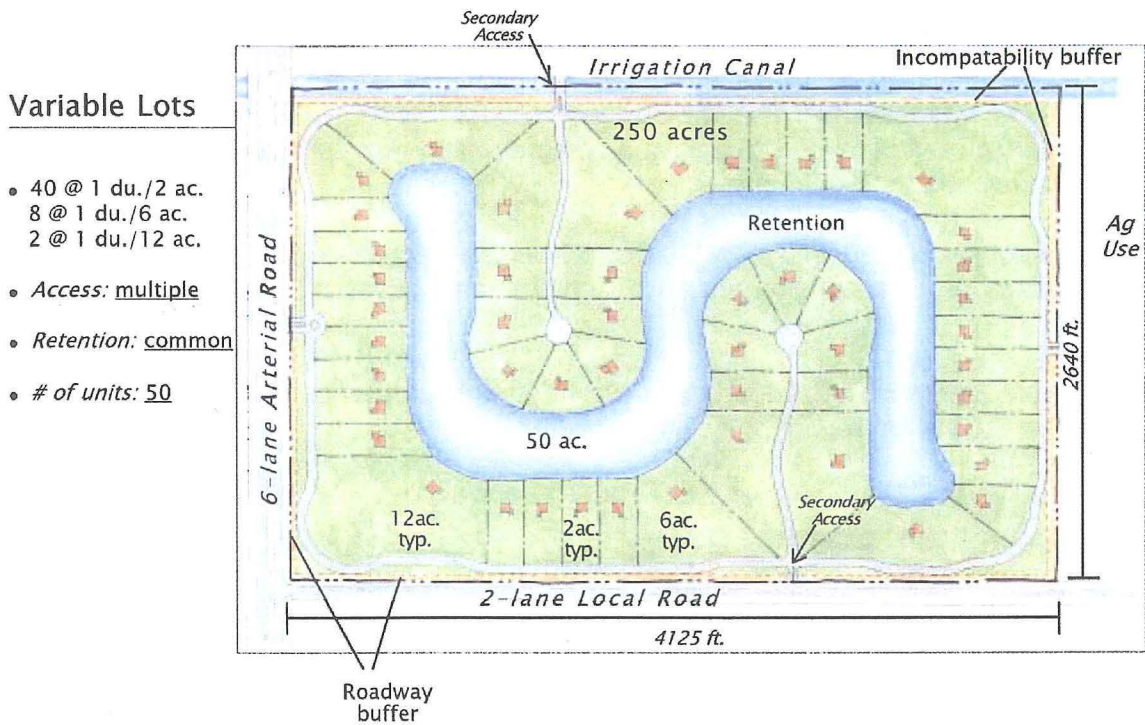 Variable Lots
• 40 @ 1 du./2 ac.
8 @ 1 du./6 ac.
2 @ 1 du./12 ac.
• Access: multiple
• Retention: common
• # of units: 50
Secondary
Access
Irrigation Canal
Incompatability buffer
250 acres
Retention
Ag
Use
6-lane Arterial Road
2640 ft.
50 ac.
12ac.
typ.
2ac.
typ.
6ac.
typ.
Secondary
Access
2-lane Local Road
4125 ft.
Roadway
buffer